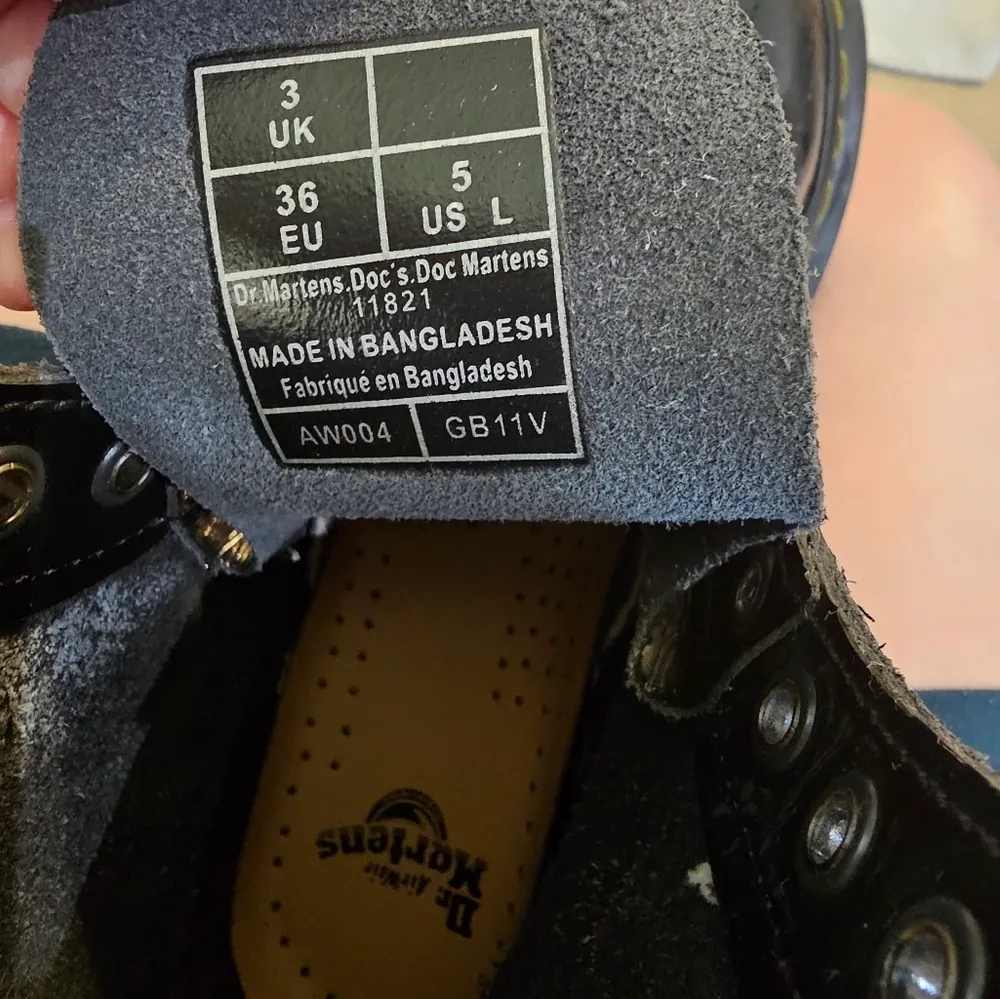 3
UK
36
EU
5
US L
Dr Martens.Doc's.Doc Martens
11821
MADE IN BANGLADESH
Fabriqué en Bangladesh
AW004
GB11V
Dr. Martens
AirWair